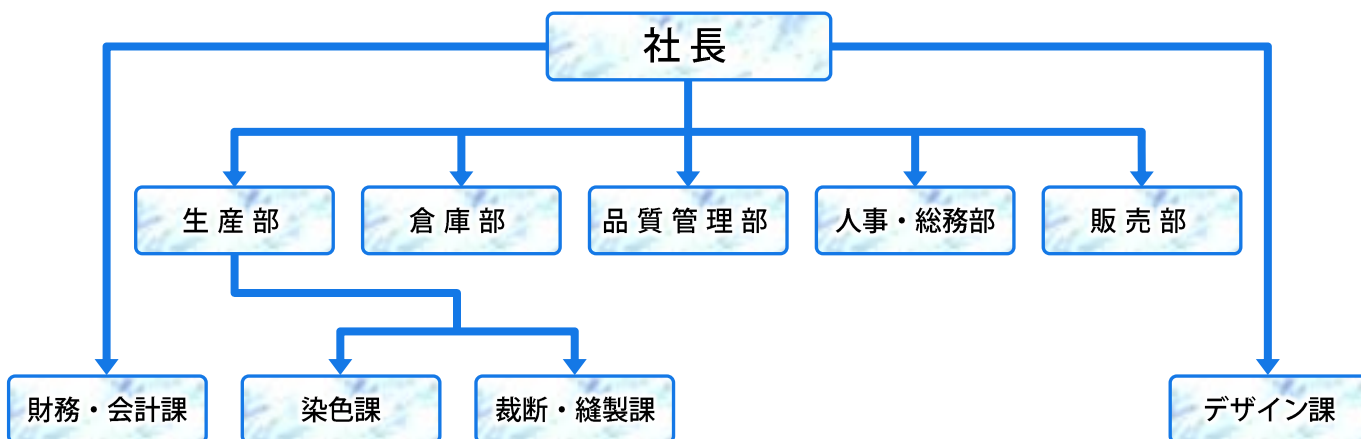 社長
生産部
倉庫部
品質管理部
人事・総務部
販売部
財務・会計課
染色課
裁断・縫製課
デザイン課